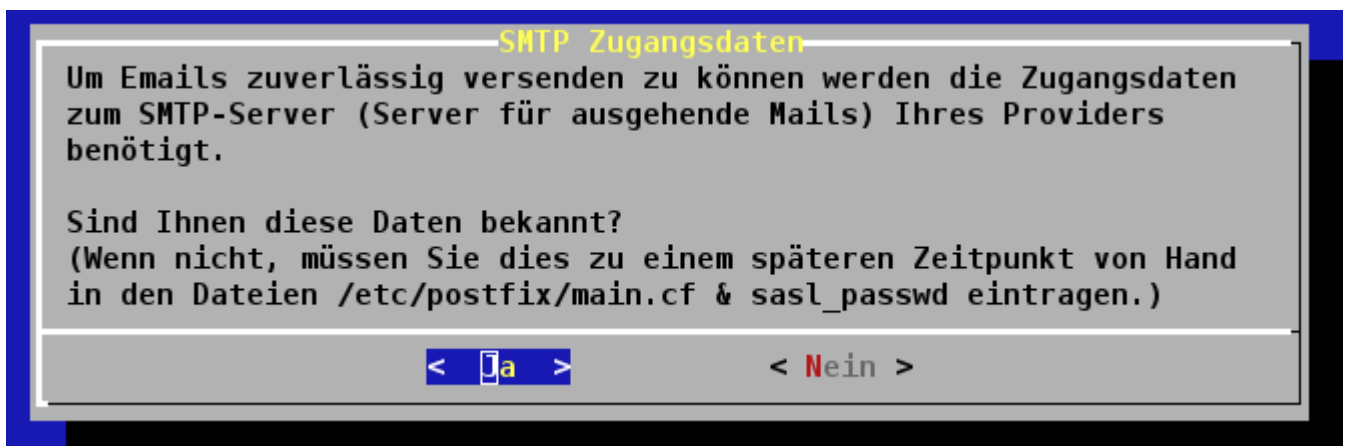 SMTP Zugangsdaten
Um Emails zuverlässig versenden zu können werden die Zugangsdaten
zum SMTP-Server (Server für ausgehende Mails) Ihres Providers
benötigt.
Sind Ihnen diese Daten bekannt?
(Wenn nicht, müssen Sie dies zu einem späteren Zeitpunkt von Hand
in den Dateien /etc/postfix/main.cf & sasl_passwd eintragen.)
< Ja > < Nein >